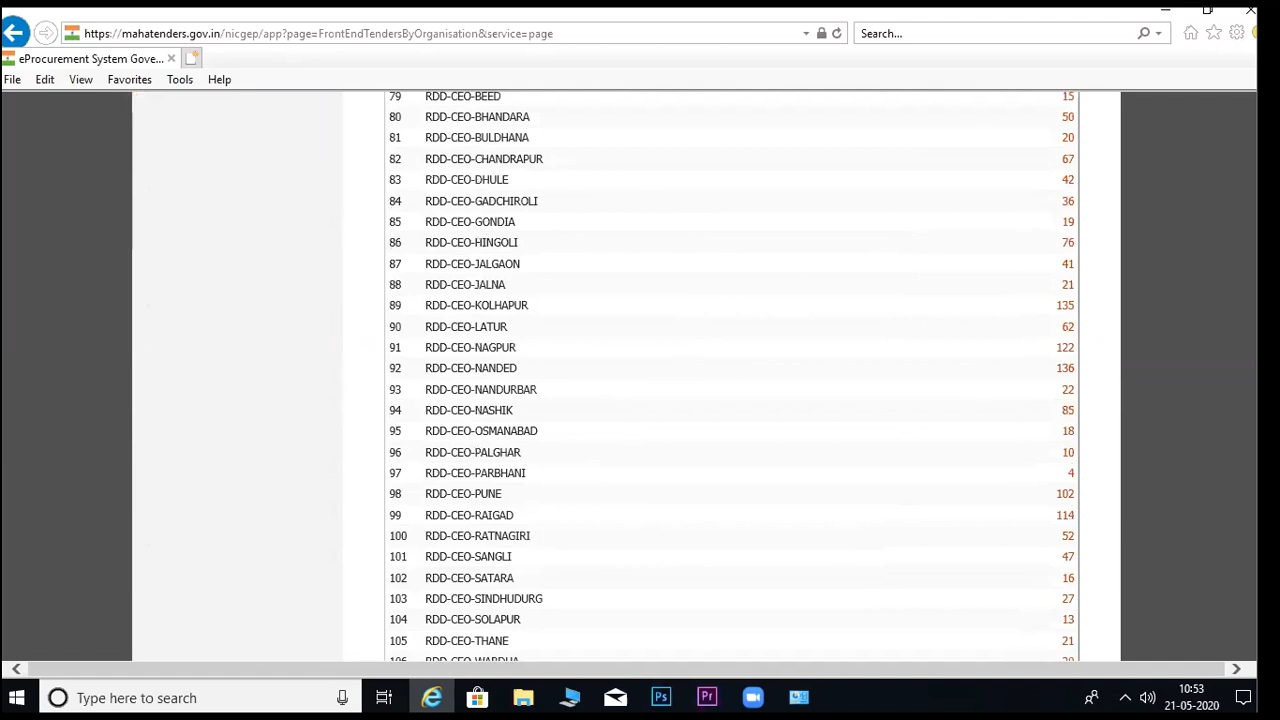 https://mahatenders.gov.in/nicgep/app?page=FrontEndTendersByOrganisation&service=page Search...
eProcurement System Gove...
File Edit View Favorites Tools Help
79 RDD-CEO-BEED 15
80 RDD-CEO-BHANDARA 50
81 RDD-CEO-BULDHANA 20
82 RDD-CEO-CHANDRAPUR 67
83 RDD-CEO-DHULE 42
84 RDD-CEO-GADCHIROLI 36
85 RDD-CEO-GONDIA 19
86 RDD-CEO-HINGOLI 76
87 RDD-CEO-JALGAON 41
88 RDD-CEO-JALNA 21
89 RDD-CEO-KOLHAPUR 135
90 RDD-CEO-LATUR 62
91 RDD-CEO-NAGPUR 122
92 RDD-CEO-NANDED 136
93 RDD-CEO-NANDURBAR 22
94 RDD-CEO-NASHIK 85
95 RDD-CEO-OSMANABAD 18
96 RDD-CEO-PALGHAR 10
97 RDD-CEO-PARBHANI 4
98 RDD-CEO-PUNE 102
99 RDD-CEO-RAIGAD 114
100 RDD-CEO-RATNAGIRI 52
101 RDD-CEO-SANGLI 47
102 RDD-CEO-SATARA 16
103 RDD-CEO-SINDHUDURG 27
104 RDD-CEO-SOLAPUR 13
105 RDD-CEO-THANE 21
106 RDD-CEO-WARDHA
Type here to search Ps Pr 10:53
21-05-2020